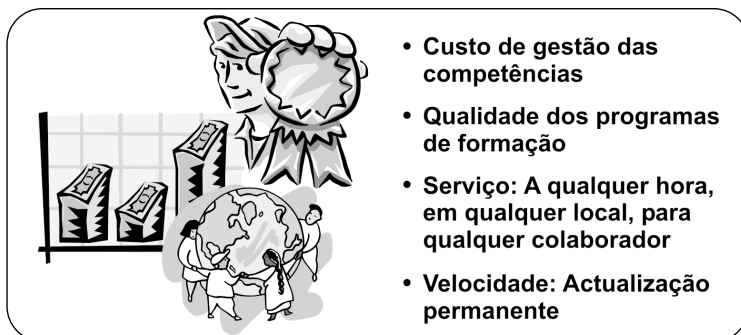 • Custo de gestão das
competências
• Qualidade dos programas
de formação
• Serviço: A qualquer hora,
em qualquer local, para
qualquer colaborador
• Velocidade: Actualização
permanente